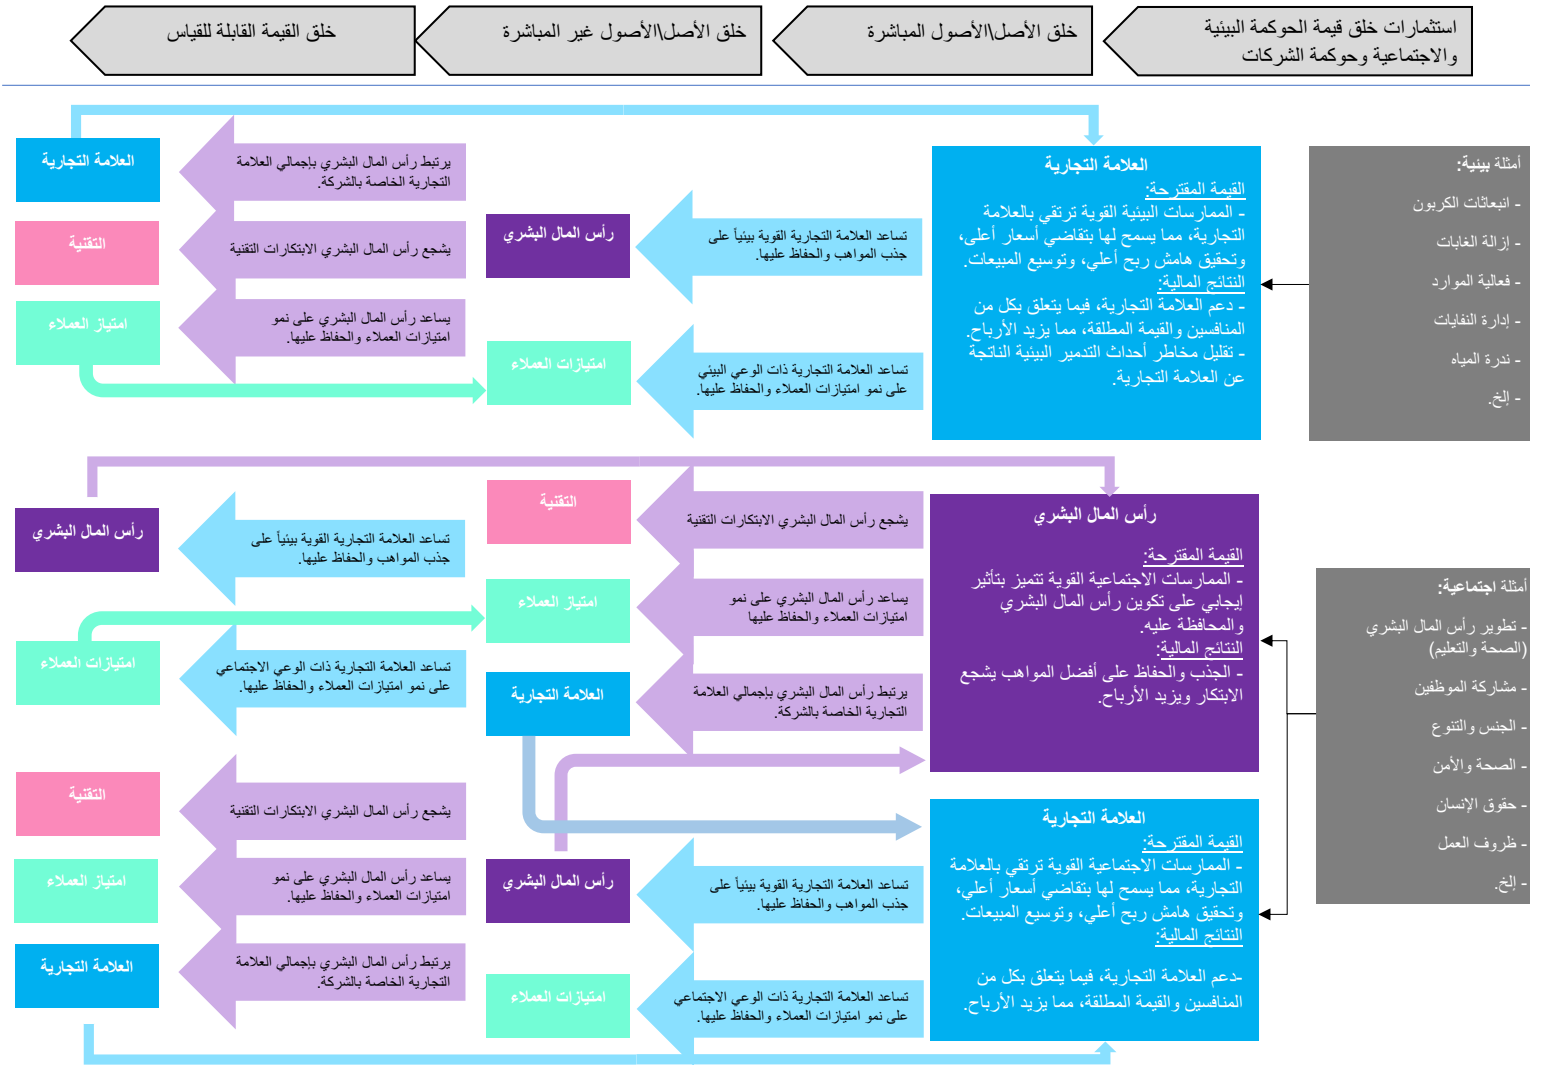 استثمارات خلق قيمة الحوكمة البيئية
والاجتماعية وحوكمة الشركات
خلق الأصل\الأصول المباشرة
خلق الأصل\الأصول غير المباشرة
خلق القيمة القابلة للقياس
أمثلة بيئية:
- انبعاثات الكربون
- إزالة الغابات
- فعالية الموارد
- إدارة النفايات
- ندرة المياه
- إلخ.
العلامة التجارية
القيمة المقترحة:
- الممارسات البيئية القوية ترتقي بالعلامة
التجارية، مما يسمح لها بتقاضي أسعار أعلى،
وتحقيق هامش ربح أعلي، وتوسيع المبيعات.
النتائج المالية:
- دعم العلامة التجارية، فيما يتعلق بكل من
المنافسين والقيمة المطلقة، مما يزيد الأرباح.
- تقليل مخاطر أحداث التدمير البيئية الناتجة
عن العلامة التجارية.
تساعد العلامة التجارية القوية بيئياً على
جذب المواهب والحفاظ عليها.
تساعد العلامة التجارية ذات الوعي البيئي
على نمو امتيازات العملاء والحفاظ عليها.
رأس المال البشري
امتيازات العملاء
يرتبط رأس المال البشري بإجمالي العلامة
التجارية الخاصة بالشركة.
يشجع رأس المال البشري الابتكارات التقنية
يساعد رأس المال البشري على نمو
امتيازات العملاء والحفاظ عليها.
العلامة التجارية
التقنية
امتياز العملاء
أمثلة اجتماعية:
- تطوير رأس المال البشري
(الصحة والتعليم)
- مشاركة الموظفين
- الجنس والتنوع
- الصحة والأمن
- حقوق الإنسان
- ظروف العمل
- إلخ.
رأس المال البشري
القيمة المقترحة:
- الممارسات الاجتماعية القوية تتميز بتأثير
إيجابي على تكوين رأس المال البشري
والمحافظة عليه.
النتائج المالية:
- الجذب والحفاظ على أفضل المواهب يشجع
الابتكار ويزيد الأرباح.
يشجع رأس المال البشري الابتكارات التقنية
يساعد رأس المال البشري على نمو
امتيازات العملاء والحفاظ عليها
يرتبط رأس المال البشري بإجمالي العلامة
التجارية الخاصة بالشركة.
التقنية
امتياز العملاء
العلامة التجارية
تساعد العلامة التجارية القوية بيئياً على
جذب المواهب والحفاظ عليها.
تساعد العلامة التجارية ذات الوعي الاجتماعي
على نمو امتيازات العملاء والحفاظ عليها.
رأس المال البشري
امتيازات العملاء
العلامة التجارية
القيمة المقترحة:
- الممارسات الاجتماعية القوية ترتقي بالعلامة
التجارية، مما يسمح لها بتقاضي أسعار أعلي،
وتحقيق هامش ربح أعلي، وتوسيع المبيعات.
النتائج المالية:
-دعم العلامة التجارية، فيما يتعلق بكل من
المنافسين والقيمة المطلقة، مما يزيد الأرباح.
تساعد العلامة التجارية القوية بيئياً على
جذب المواهب والحفاظ عليها.
تساعد العلامة التجارية ذات الوعي الاجتماعي
على نمو امتيازات العملاء والحفاظ عليها.
رأس المال البشري
امتيازات العملاء
يشجع رأس المال البشري الابتكارات التقنية
يساعد رأس المال البشري على نمو
امتيازات العملاء والحفاظ عليها.
يرتبط رأس المال البشري بإجمالي العلامة
التجارية الخاصة بالشركة.
التقنية
امتياز العملاء
العلامة التجارية